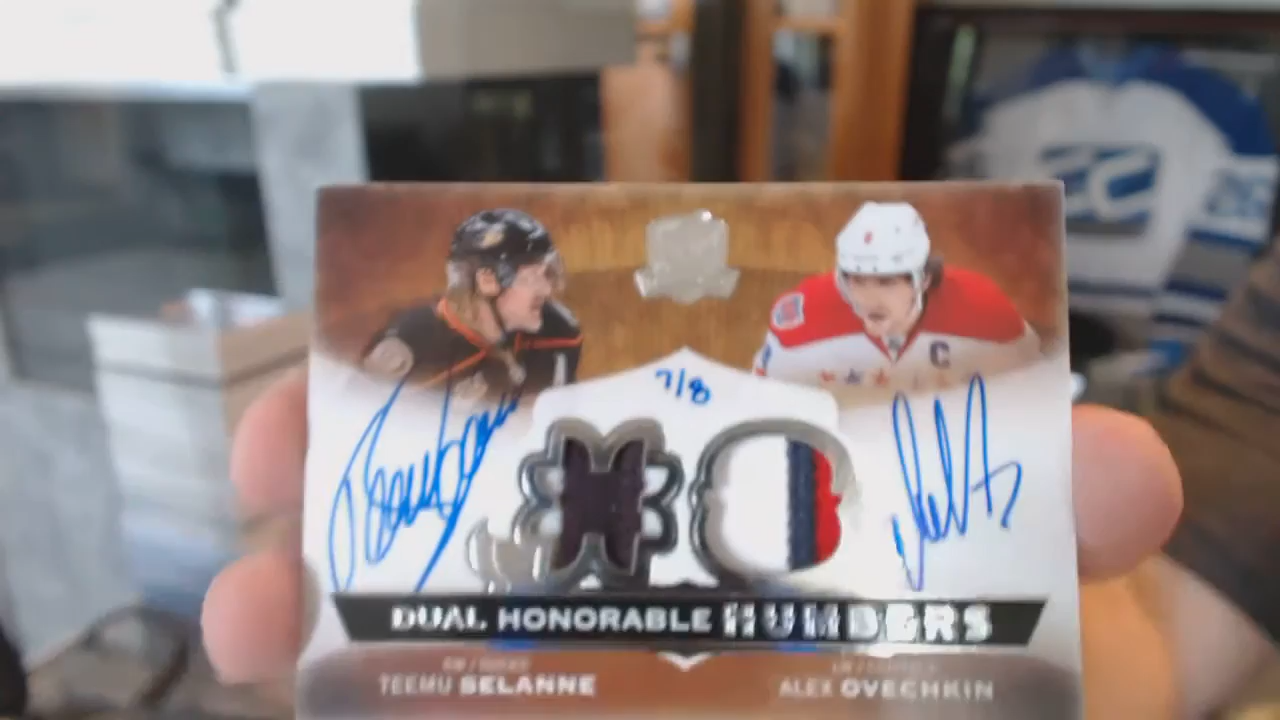 C
7/8
DUAL HONORABLE NUMBERS
TEEMU SELANNE
ALEX OVECHKIN